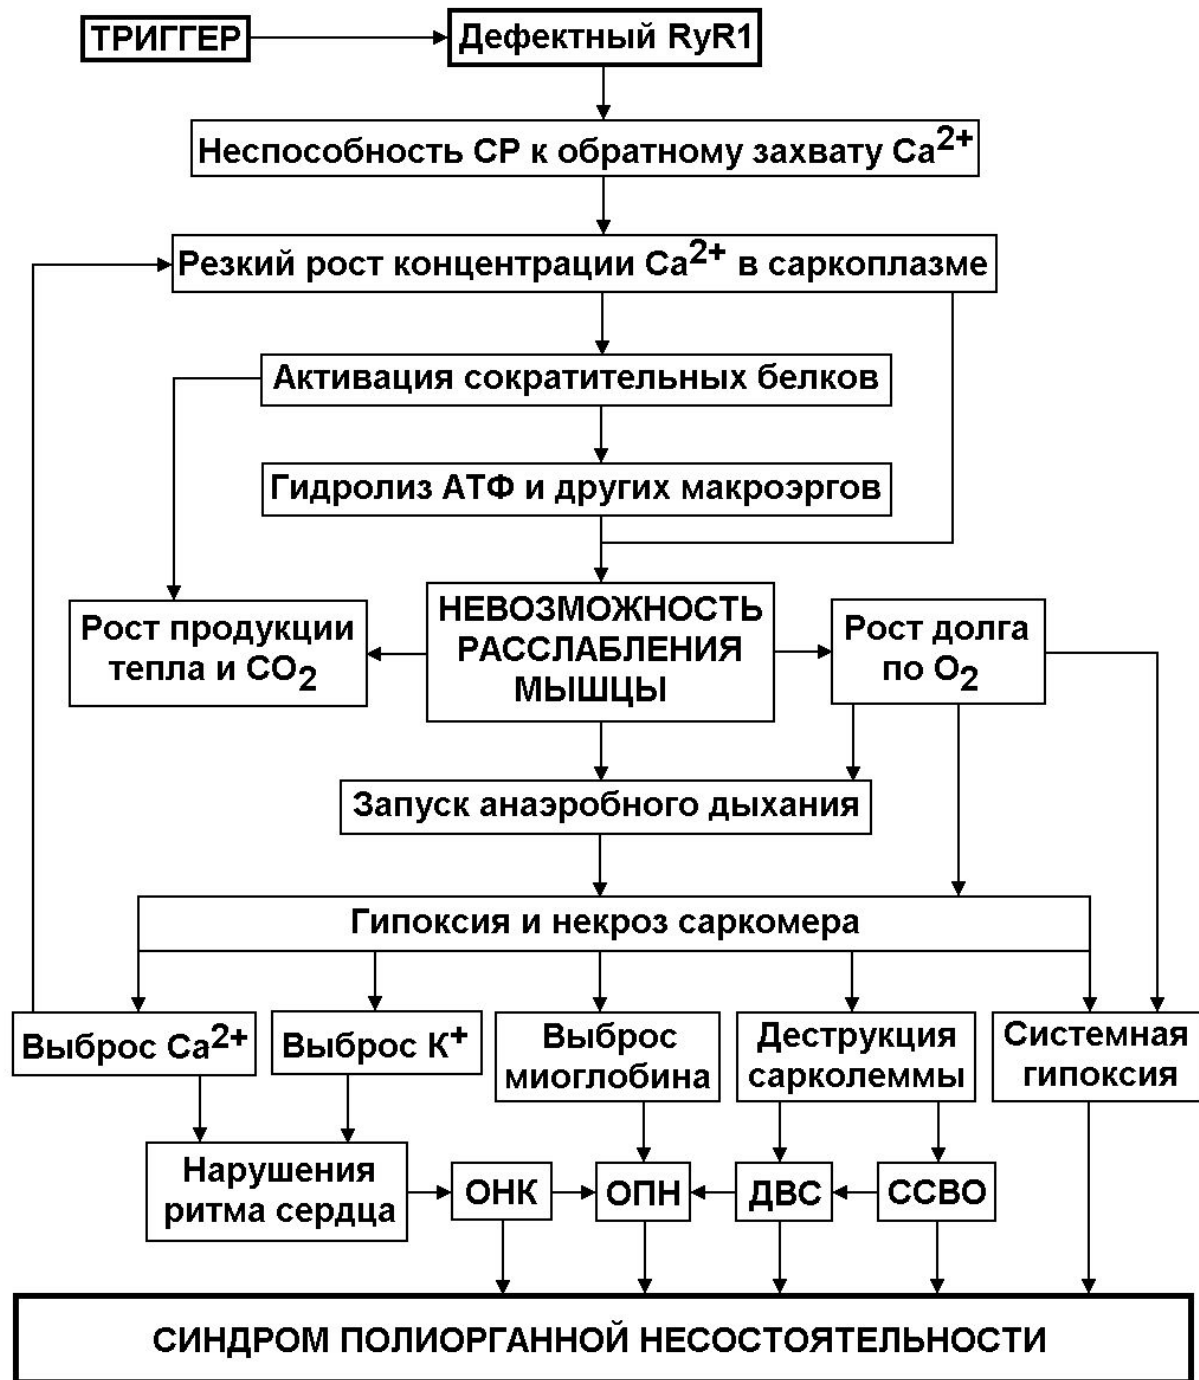 ТРИГГЕР
Дефектный RyR1
Неспособность СР к обратному захвату Ca2+
Резкий рост концентрации Ca2+ в саркоплазме
Активация сократительных белков
Гидролиз АТФ и других макроэргов
Рост продукции
тепла и CO2
НЕВОЗМОЖНОСТЬ
РАССЛАБЛЕНИЯ
МЫШЦЫ
Рост долга
по O2
Запуск анаэробного дыхания
Гипоксия и некроз саркомера
Выброс Ca2+
Выброс К+
Выброс
миоглобина
Деструкция
сарколеммы
Системная
гипоксия
Нарушения
ритма сердца
ОНК
ОПН
ДВС
ССВО
СИНДРОМ ПОЛИОРГАННОЙ НЕСОСТОЯТЕЛЬНОСТИ